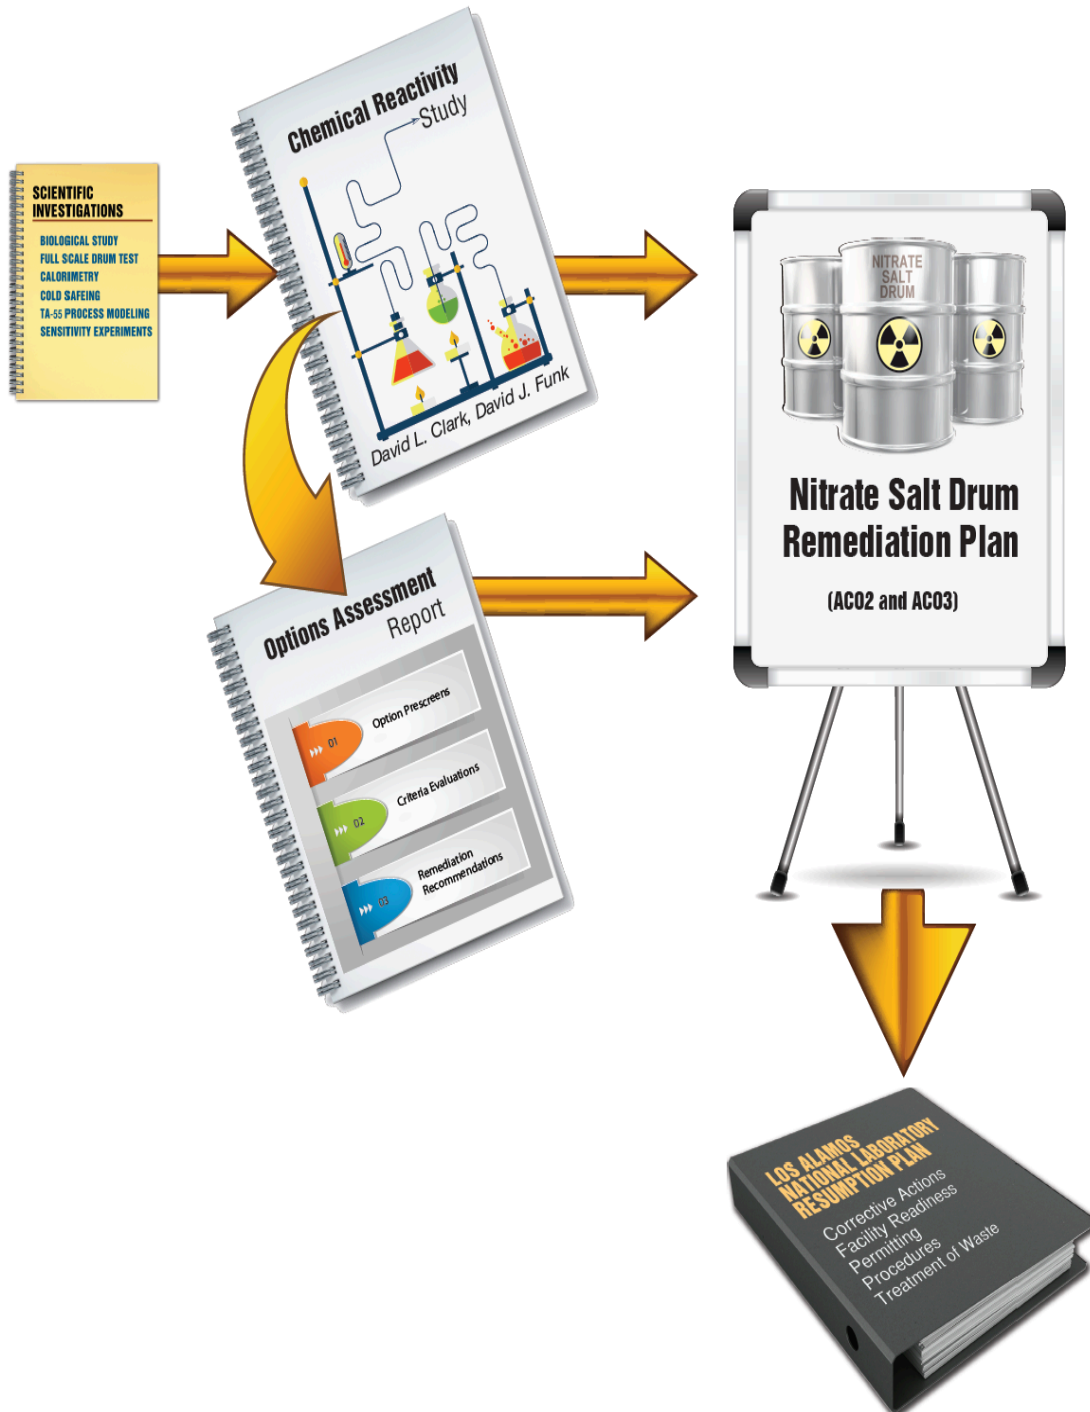 SCIENTIFIC
INVESTIGATIONS
BIOLOGICAL STUDY
FULL SCALE DRUM TEST
CALORIMETRY
COLD SAFEING
TA-55 PROCESS MODELING
SENSITIVITY EXPERIMENTS
Chemical Reactivity
Study
David L. Clark, David J. Funk
Options Assessment
Report
01 Option Prescreens
02 Criteria Evaluations
03 Remediation
Recommendations
NITRATE
SALT
DRUM
Nitrate Salt Drum
Remediation Plan
(ACO2 and ACO3)
LOS ALAMOS
NATIONAL LABORATORY
RESUMPTION PLAN
Corrective Actions
Facility Readiness
Permitting
Procedures
Treatment of Waste